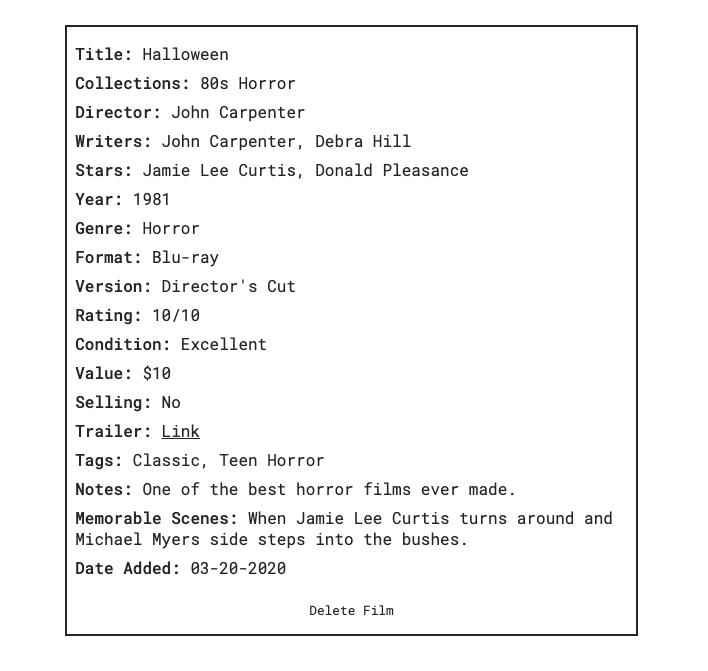 Title: Halloween
Collections: 80s Horror
Director: John Carpenter
Writers: John Carpenter, Debra Hill
Stars: Jamie Lee Curtis, Donald Pleasance
Year: 1981
Genre: Horror
Format: Blu-ray
Version: Director's Cut
Rating: 10/10
Condition: Excellent
Value: $10
Selling: No
Trailer: Link
Tags: Classic, Teen Horror
Notes: One of the best horror films ever made.
Memorable Scenes: When Jamie Lee Curtis turns around and
Michael Myers side steps into the bushes.
Date Added: 03-20-2020
Delete Film